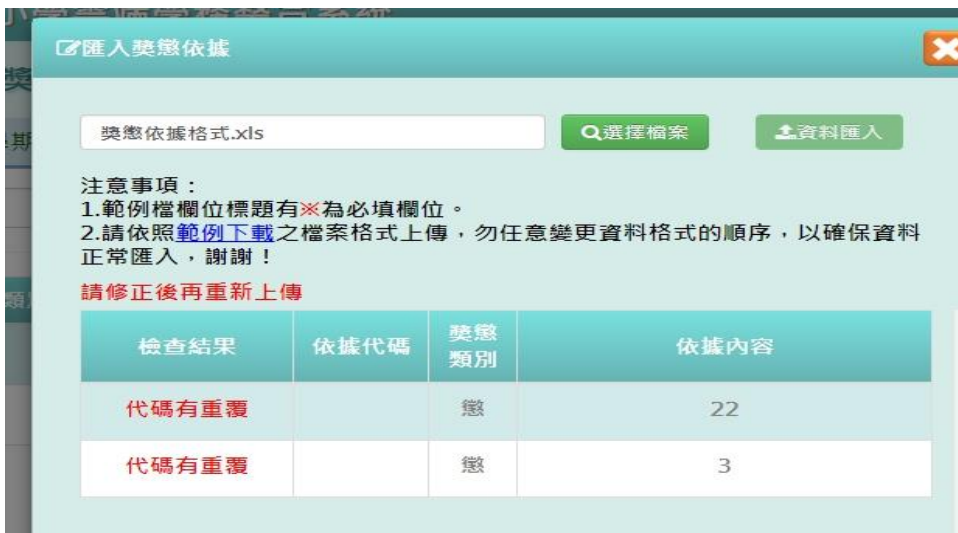 匯入獎懲依據
獎懲依據格式.xls
選擇檔案
資料匯入
注意事項：
1.範例檔欄位標題有※為必填欄位。
2.請依照範例下載之檔案格式上傳，勿任意變更資料格式的順序，以確保資料
正常匯入，謝謝！
請修正後再重新上傳
檢查結果 依據代碼 獎懲類別 依據內容
代碼有重覆 懲 22
代碼有重覆 懲 3